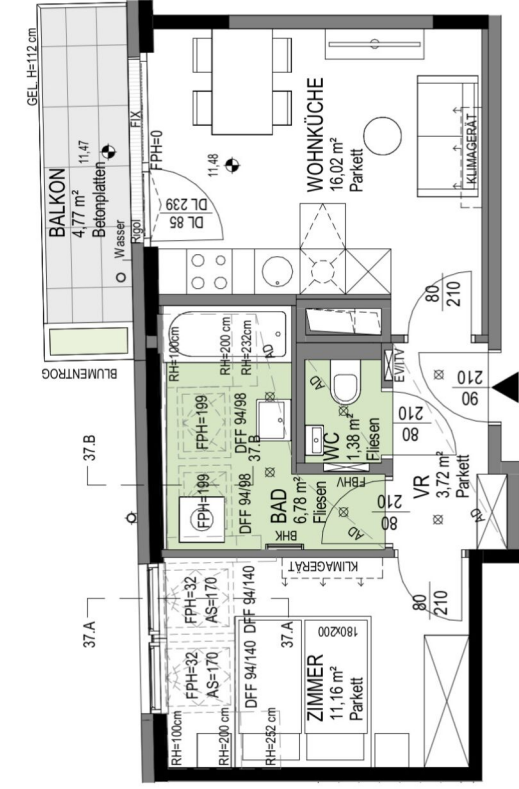 GEL. H=112 cm
BALKON
4,77 m²
Betonplatten
11,47
Wasser
Rigol
FIX
FPH=0
BLUMENTROG
11,48
DL 85
DL 239
WOHNKÜCHE
16,02 m²
Parkett
KLIMAGERÄT
80
210
RH=100cm
RH=200 cm
RH=232cm
AD
FPH=199
DFF 94/98
37.B
FPH=199
DFF 94/98
37.B
BAD
6,78 m²
Fliesen
BHK
AD
WC
1,38 m²
Fliesen
FBHV
AD
EV/ITV
80
210
80
210
90
210
VR
3,72 m²
Parkett
AD
37.A
FPH=32
AS=170
DFF 94/140
FPH=32
AS=170
DFF 94/140
37.A
KLIMAGERÄT
80
210
180x200
ZIMMER
11,16 m²
Parkett
RH=100cm
RH=200 cm
RH=252 cm